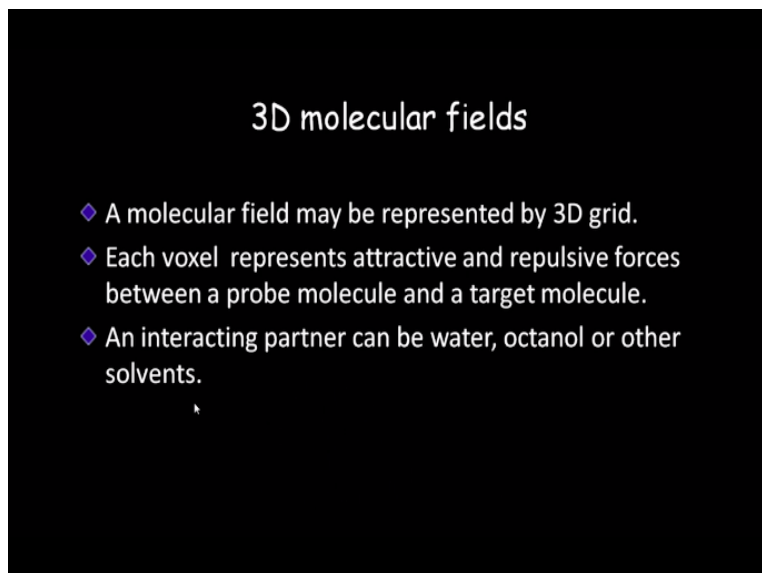 3D molecular fields
A molecular field may be represented by 3D grid.
Each voxel represents attractive and repulsive forces
between a probe molecule and a target molecule.
An interacting partner can be water, octanol or other
solvents.